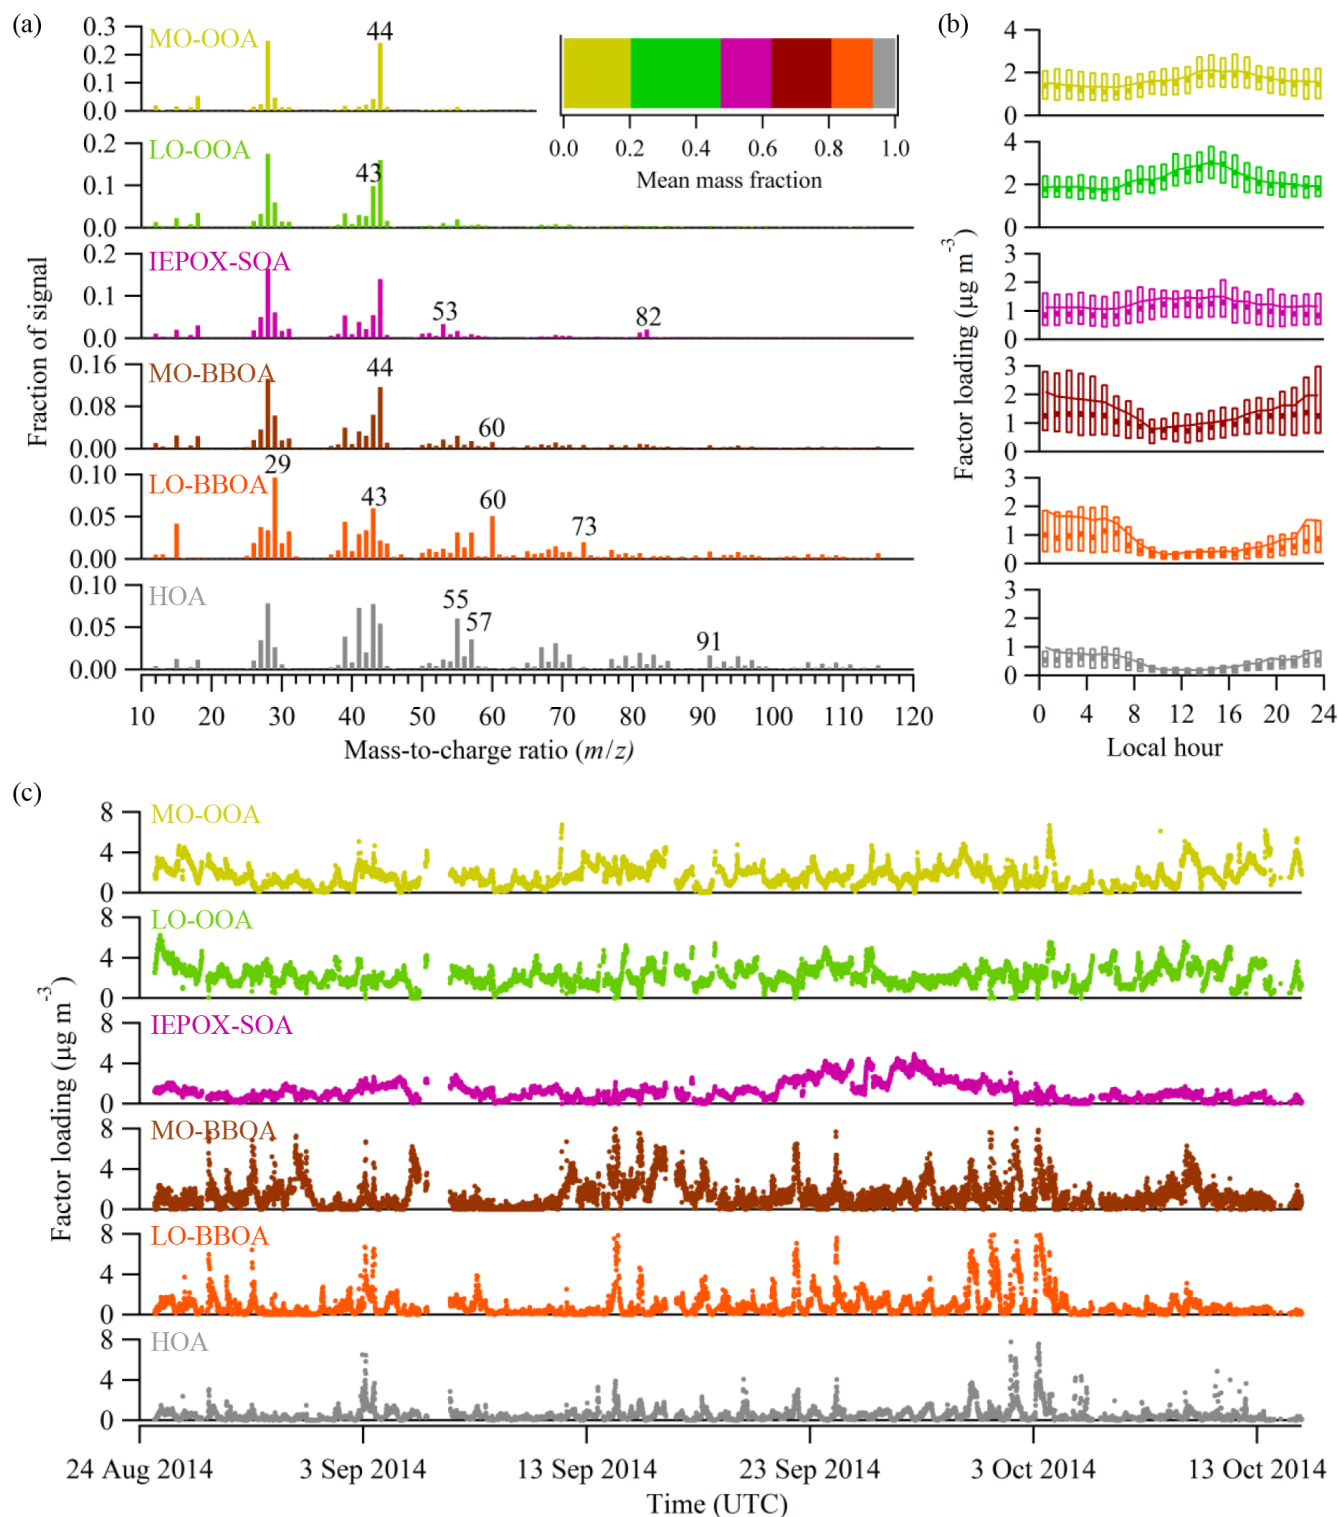 (a)
0.3
0.2
0.1
0.0
MO-OOA
44
0.0 0.2 0.4 0.6 0.8 1.0
Mean mass fraction
0.2
0.1
0.0
LO-OOA
43
0.2
0.1
0.0
IEPOX-SOA
53
82
0.16
0.08
0.00
MO-BBOA
44
60
0.10
0.05
0.00
LO-BBOA
29
43
60
73
0.10
0.05
0.00
HOA
55
57
91
Fraction of signal
10 20 30 40 50 60 70 80 90 100 110 120
Mass-to-charge ratio (m/z)
(b)
4
2
0
4
2
0
3
2
1
0
3
2
1
0
3
2
1
0
3
2
1
0
Factor loading (µg m-3)
0 4 8 12 16 20 24
Local hour
(c)
8
4
0
MO-OOA
8
4
0
LO-OOA
8
4
0
IEPOX-SOA
8
4
0
MO-BBOA
8
4
0
LO-BBOA
8
4
0
HOA
Factor loading (µg m-3)
24 Aug 2014 3 Sep 2014 13 Sep 2014 23 Sep 2014 3 Oct 2014 13 Oct 2014
Time (UTC)